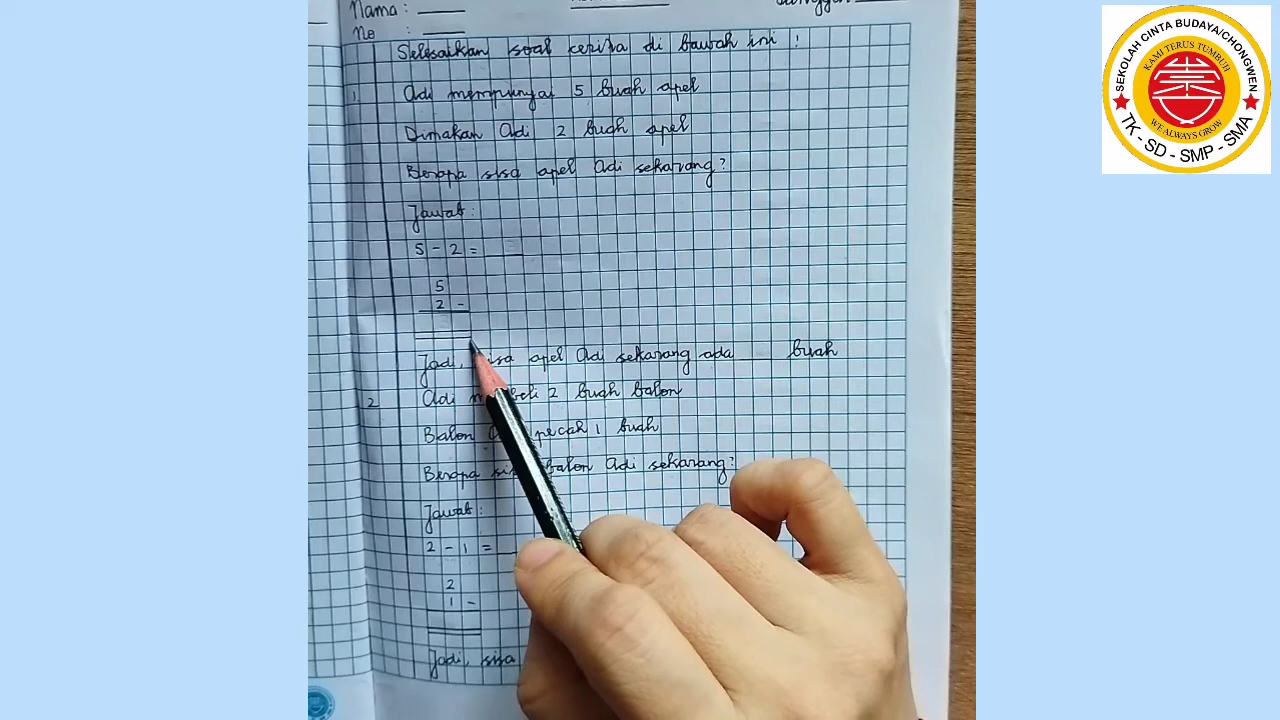 Nama :
No :
Selesaikan soal cerita di bawah ini !
1. Adi mempunyai 5 buah apel
Dimakan Adi 2 buah apel
Berapa sisa apel Adi sekarang?
Jawab :
5 - 2 =
5
2 -
Jadi, sisa apel Adi sekarang ada buah
2 Adi membeli 2 buah balon
Balon pecah 1 buah
Berapa sisa balon Adi sekarang?
Jawab :
2 - 1 =
2
1 -
Jadi, sisa
SEKOLAH CINTA BUDAYA/CHONGWEN
KAMI TERUS TUMBUH
WE ALWAYS GROW
TK - SD - SMP - SMA